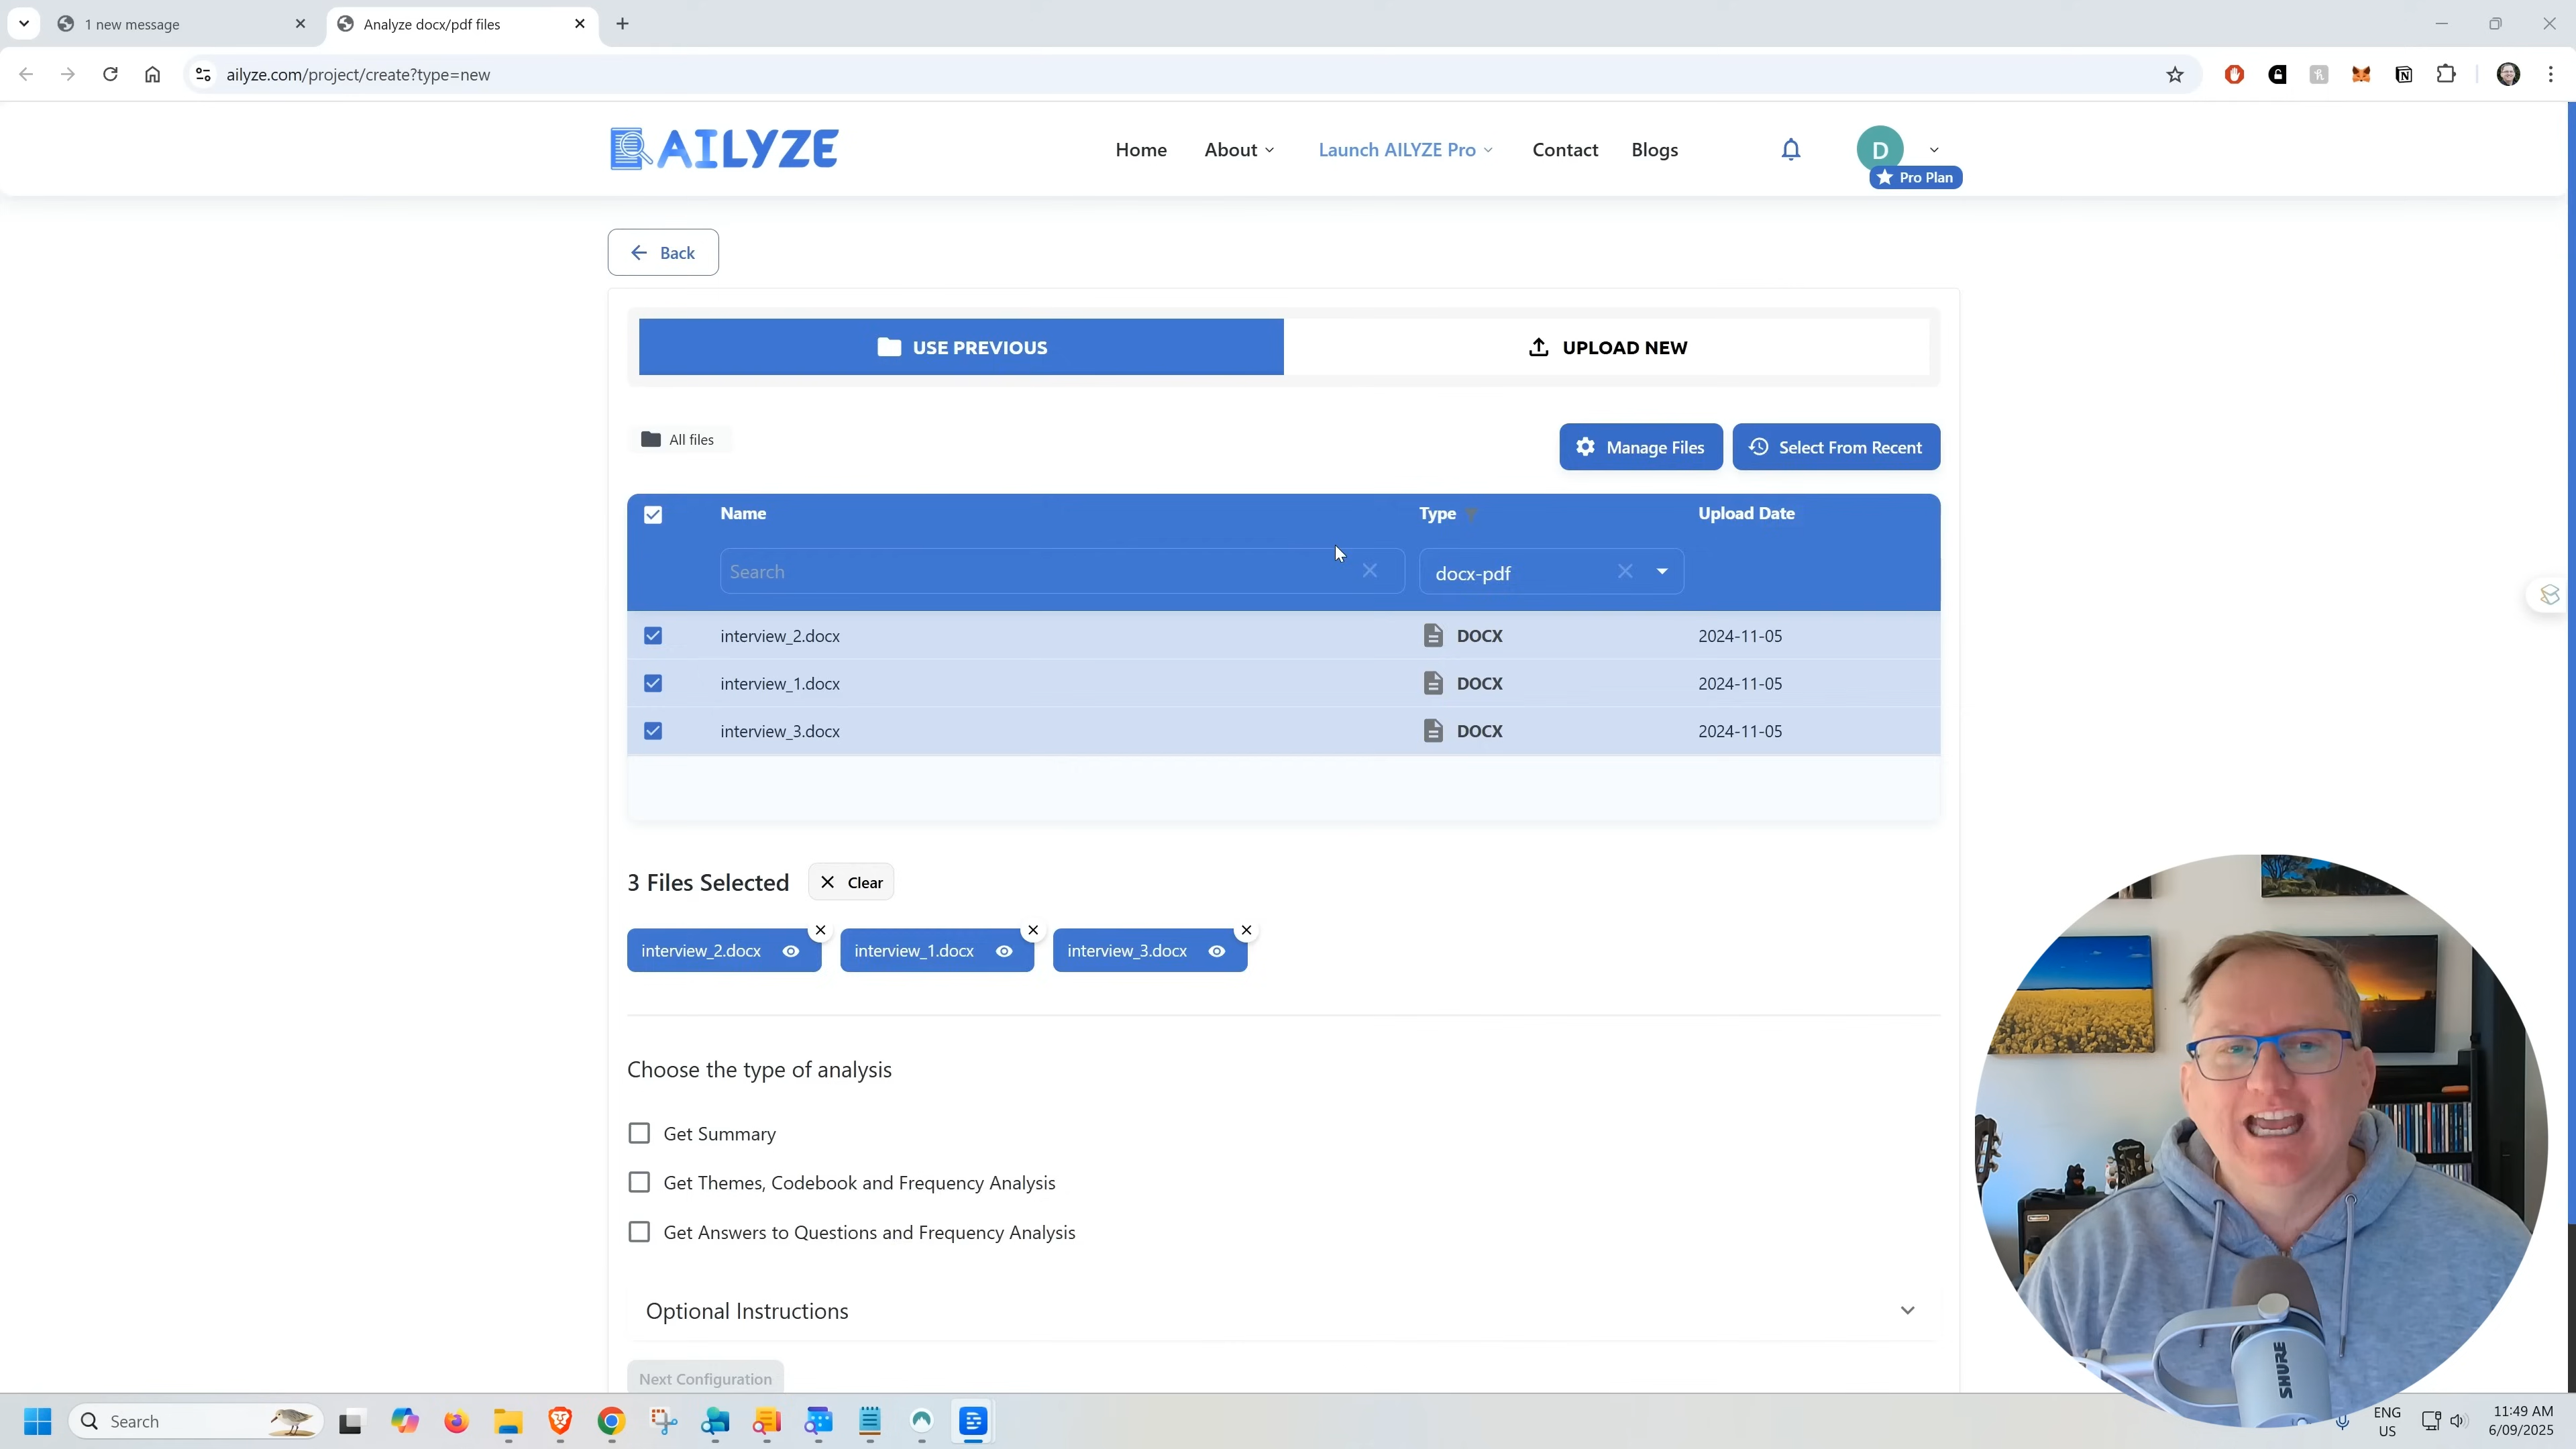 1 new message
Analyze docx/pdf files
ailyze.com/project/create?type=new
AILYZE
Home
About
Launch AILYZE Pro
Contact
Blogs
D
Pro Plan
Back
USE PREVIOUS
UPLOAD NEW
All files
Manage Files
Select From Recent
Name
Type
Upload Date
Search
docx-pdf
interview_2.docx
DOCX
2024-11-05
interview_1.docx
DOCX
2024-11-05
interview_3.docx
DOCX
2024-11-05
3 Files Selected
Clear
interview_2.docx
interview_1.docx
interview_3.docx
Choose the type of analysis
Get Summary
Get Themes, Codebook and Frequency Analysis
Get Answers to Questions and Frequency Analysis
Optional Instructions
Next Configuration
SHURE
Search
ENG
US
11:49 AM
6/09/2025